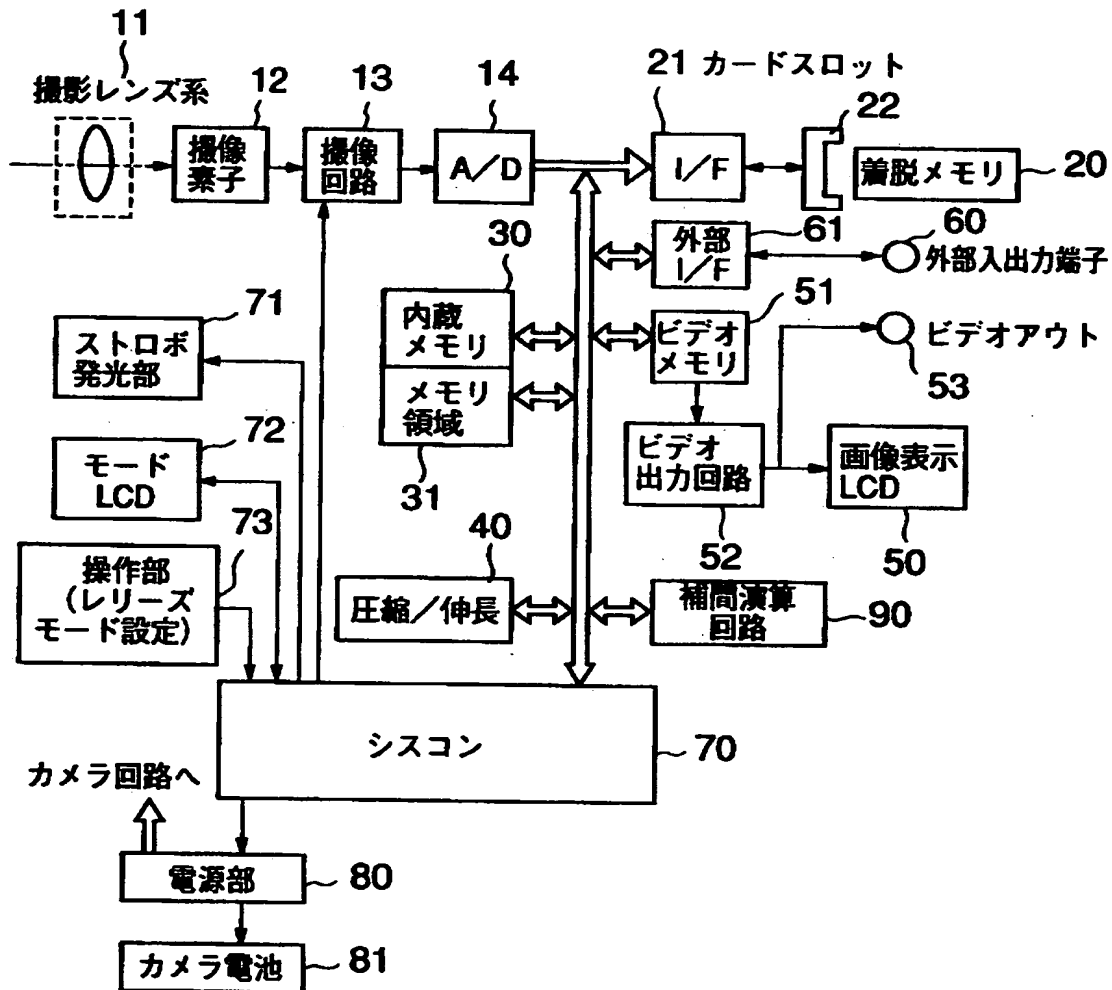 11
撮影レンズ系
12
撮像
素子
13
撮像
回路
14
A/D
21 カードスロット
I/F
22
着脱メモリ
20
61
外部
I/F
60
外部入出力端子
30
内蔵
メモリ
メモリ
領域
31
51
ビデオ
メモリ
ビデオアウト
53
ビデオ
出力回路
52
画像表示
LCD
50
71
ストロボ
発光部
72
モード
LCD
73
操作部
(レリーズ
モード設定)
40
圧縮/伸長
補間演算
回路
90
シスコン
70
カメラ回路へ
電源部
80
カメラ電池
81